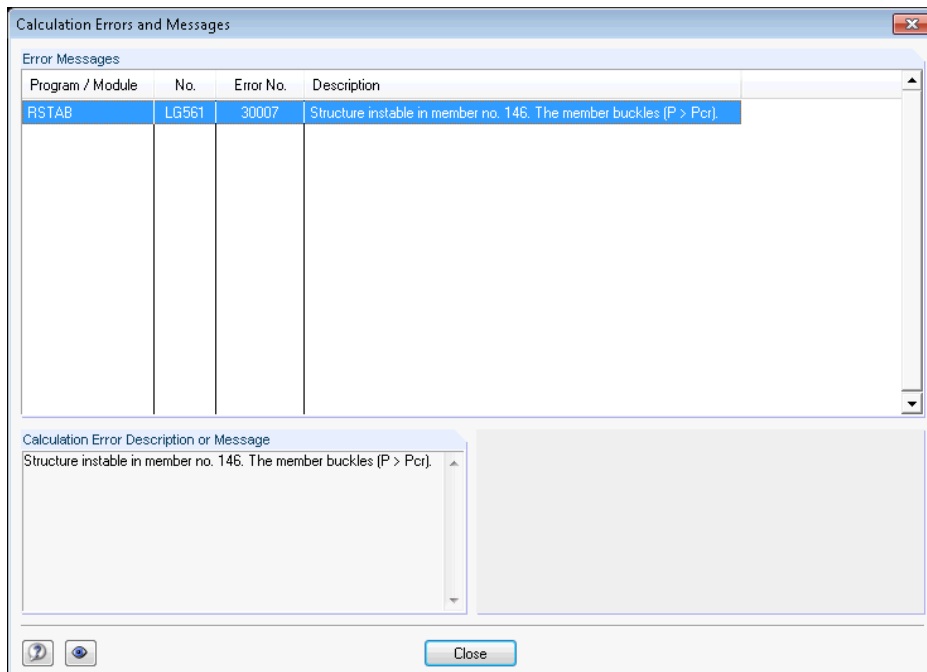 Calculation Errors and Messages
Error Messages
Program / Module No. Error No. Description
RSTAB LG561 30007 Structure instable in member no. 146. The member buckles (P > Pcr).
Calculation Error Description or Message
Structure instable in member no. 146. The member buckles (P > Pcr).
Close